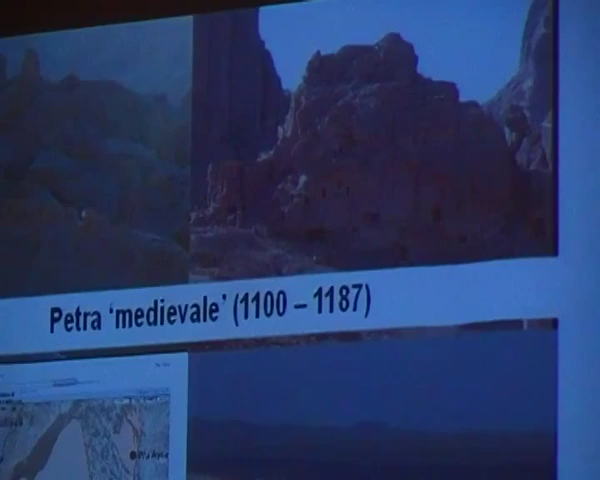 Petra ‘medievale’ (1100 – 1187)